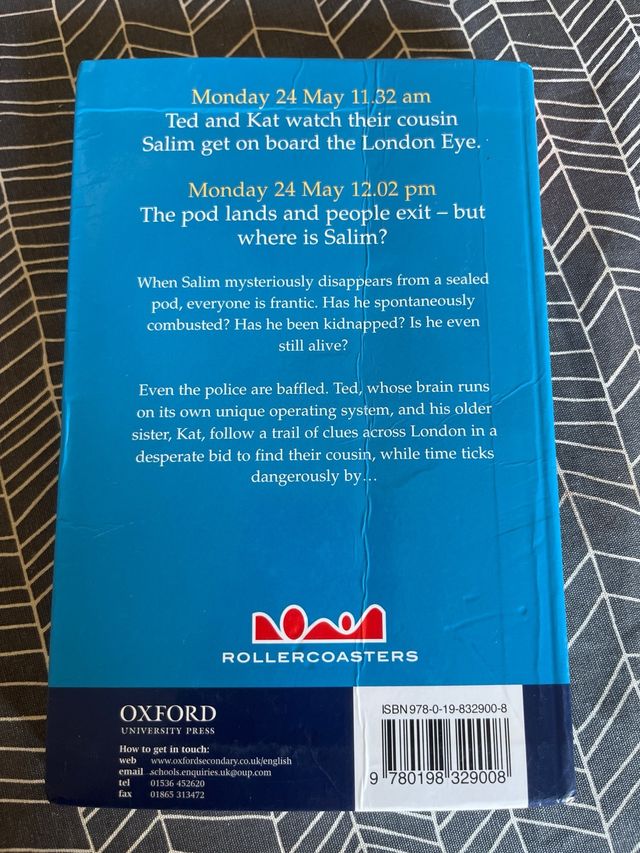 Monday 24 May 11.32 am
Ted and Kat watch their cousin
Salim get on board the London Eye.
Monday 24 May 12.02 pm
The pod lands and people exit – but
where is Salim?
When Salim mysteriously disappears from a sealed
pod, everyone is frantic. Has he spontaneously
combusted? Has he been kidnapped? Is he even
still alive?
Even the police are baffled. Ted, whose brain runs
on its own unique operating system, and his older
sister, Kat, follow a trail of clues across London in a
desperate bid to find their cousin, while time ticks
dangerously by…
ROLLERCOASTERS
OXFORD
UNIVERSITY PRESS
How to get in touch:
web www.oxfordsecondary.co.uk/english
email schools.enquiries.uk@oup.com
tel 01536 452620
fax 01865 313472
ISBN 978-0-19-832900-8
9 780198 329008